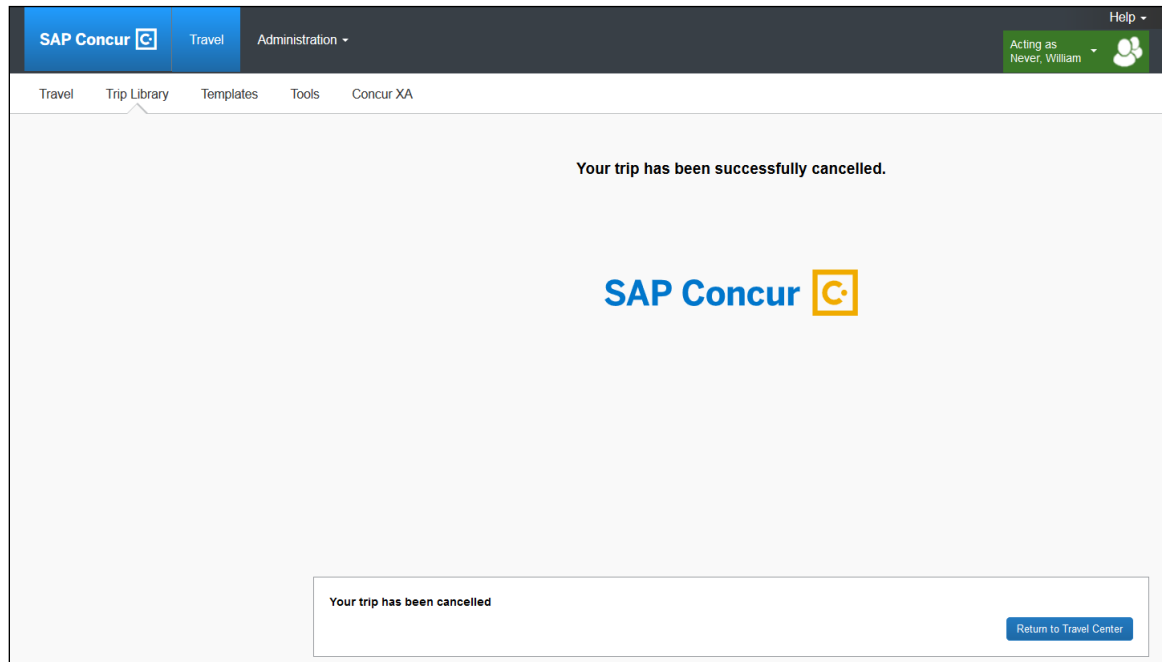 Help
SAP Concur C
Travel
Administration
Acting as
Never, William
Travel
Trip Library
Templates
Tools
Concur XA
Your trip has been successfully cancelled.
SAP Concur C
Your trip has been cancelled
Return to Travel Center